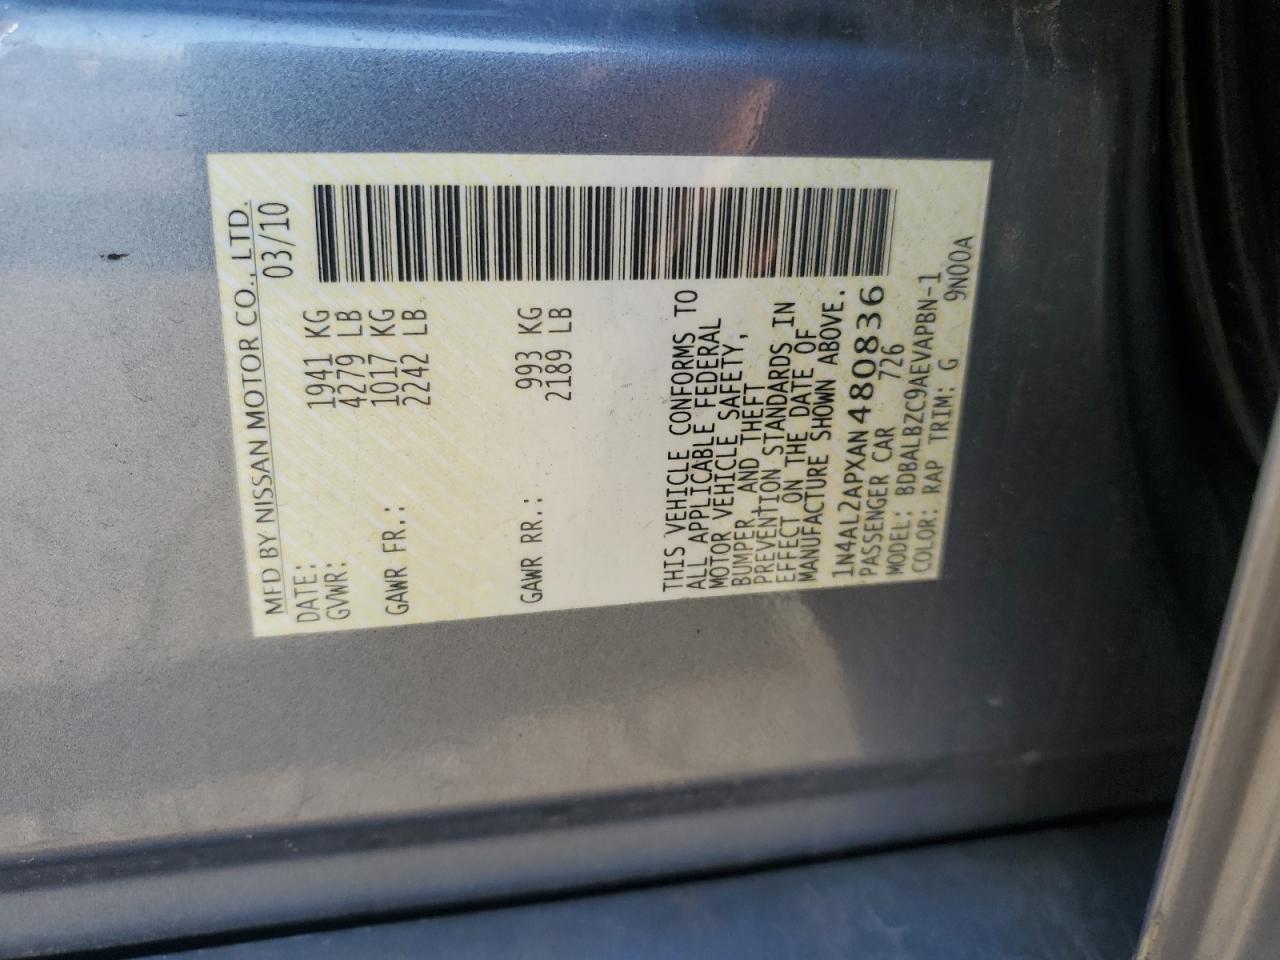 MFD BY NISSAN MOTOR CO., LTD.
DATE: 03/10
GVWR: 1941 KG
4279 LB
GAWR FR.: 1017 KG
2242 LB
GAWR RR.: 993 KG
2189 LB
THIS VEHICLE CONFORMS TO
ALL APPLICABLE FEDERAL
MOTOR VEHICLE SAFETY,
BUMPER AND THEFT
PREVENTION STANDARDS IN
EFFECT ON THE DATE OF
MANUFACTURE SHOWN ABOVE.
1N4AL2APXAN480836
PASSENGER CAR 726
MODEL: BDBALBZC9AEVAPBN-1
COLOR: RAP TRIM: G 9N00A